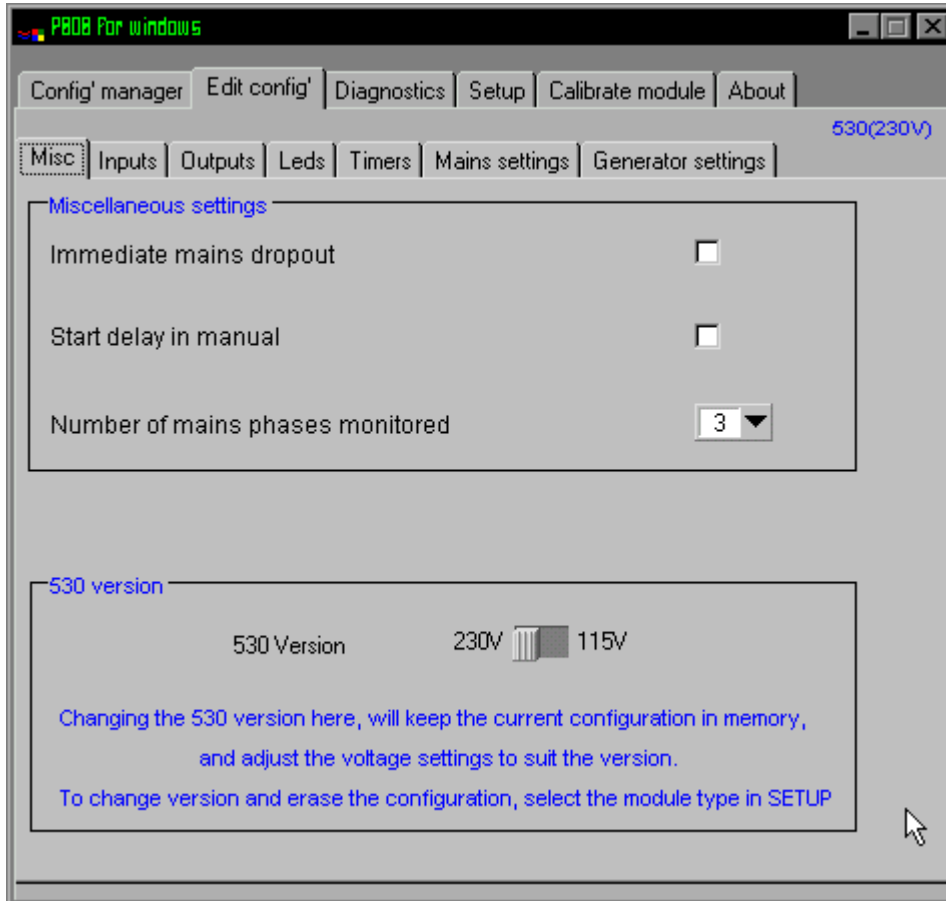 P808 For windows
Config' manager Edit config' Diagnostics Setup Calibrate module About
530(230V)
Misc Inputs Outputs Leds Timers Mains settings Generator settings
Miscellaneous settings
Immediate mains dropout
Start delay in manual
Number of mains phases monitored 3
530 version
530 Version 230V 115V
Changing the 530 version here, will keep the current configuration in memory,
and adjust the voltage settings to suit the version.
To change version and erase the configuration, select the module type in SETUP